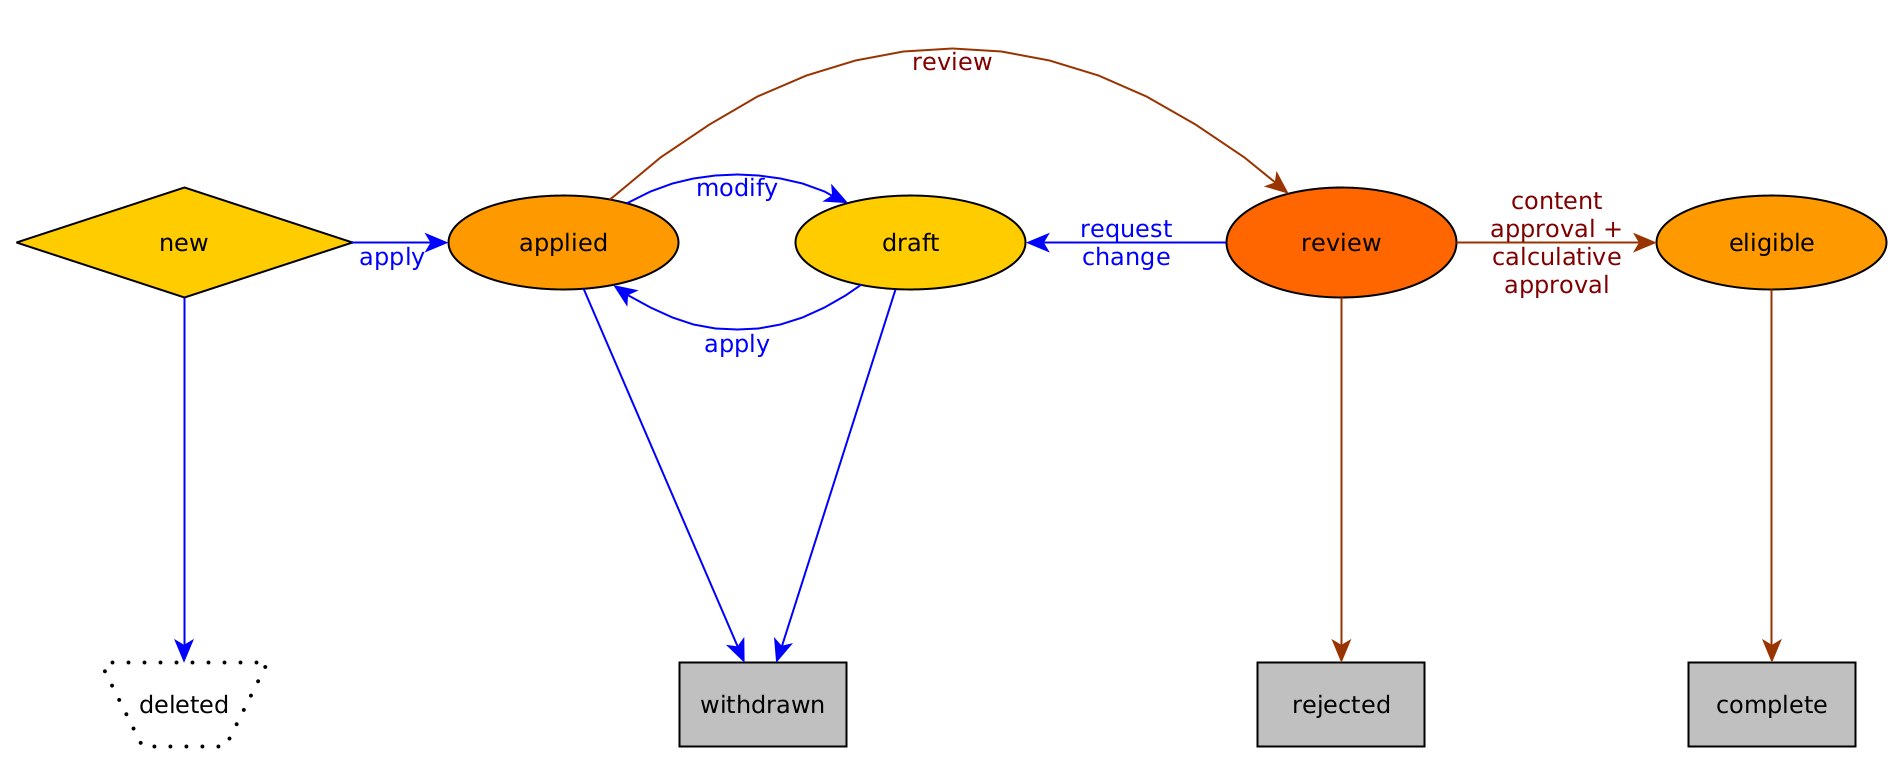 review
modify
new
apply
applied
draft
request
change
review
content
approval +
calculative
approval
eligible
apply
deleted
withdrawn
rejected
complete